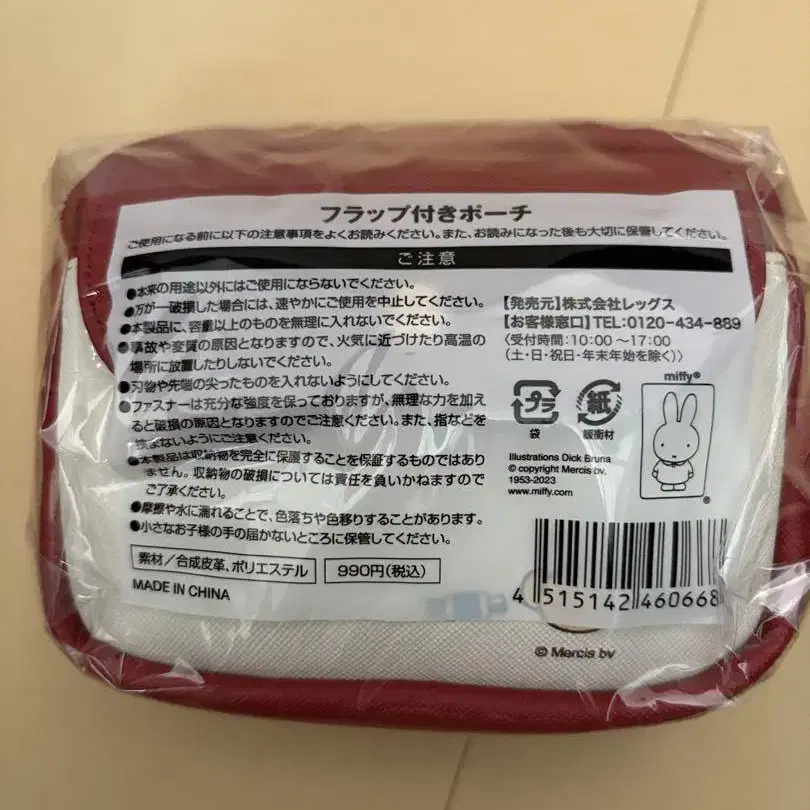 フラップ付きポーチ
ご使用になる前に以下の注意事項をよくお読みください。また、お読みになった後も大切に保管してください。
ご注意
●本来の用途以外にはご使用にならないでください。
●万が一破損した場合には、速やかにご使用を中止してください。
●本製品に、容量以上のものを無理に入れないでください。
●事故や変質の原因となりますので、火気に近づけたり高温の
場所に放置したりしないでください。
●刃物や先端の尖ったものを入れないようにしてください。
●ファスナーは充分な強度を保っておりますが、無理な力を加え
ると破損の原因となりますのでご注意ください。また、指などを
挟まないようにご注意ください。
●本製品は収納物を完全に保護することを保証するものではあり
ません。収納物の破損については責任を負いかねますので
ご了承ください。
●摩擦や水に濡れることで、色落ちや色移りすることがあります。
●小さなお子様の手の届かないところに保管してください。
素材/合成皮革、ポリエステル
990円(税込)
MADE IN CHINA
【発売元】株式会社レッグス
【お客様窓口】TEL:0120-434-889
〈受付時間:10:00~17:00
(土・日・祝日・年末年始を除く)〉
プラ
袋
紙
緩衝材
miffy®
®
Illustrations Dick Bruna
© copyright Mercis bv,
1953-2023
www.miffy.com
4 515142 460668
© Mercis bv